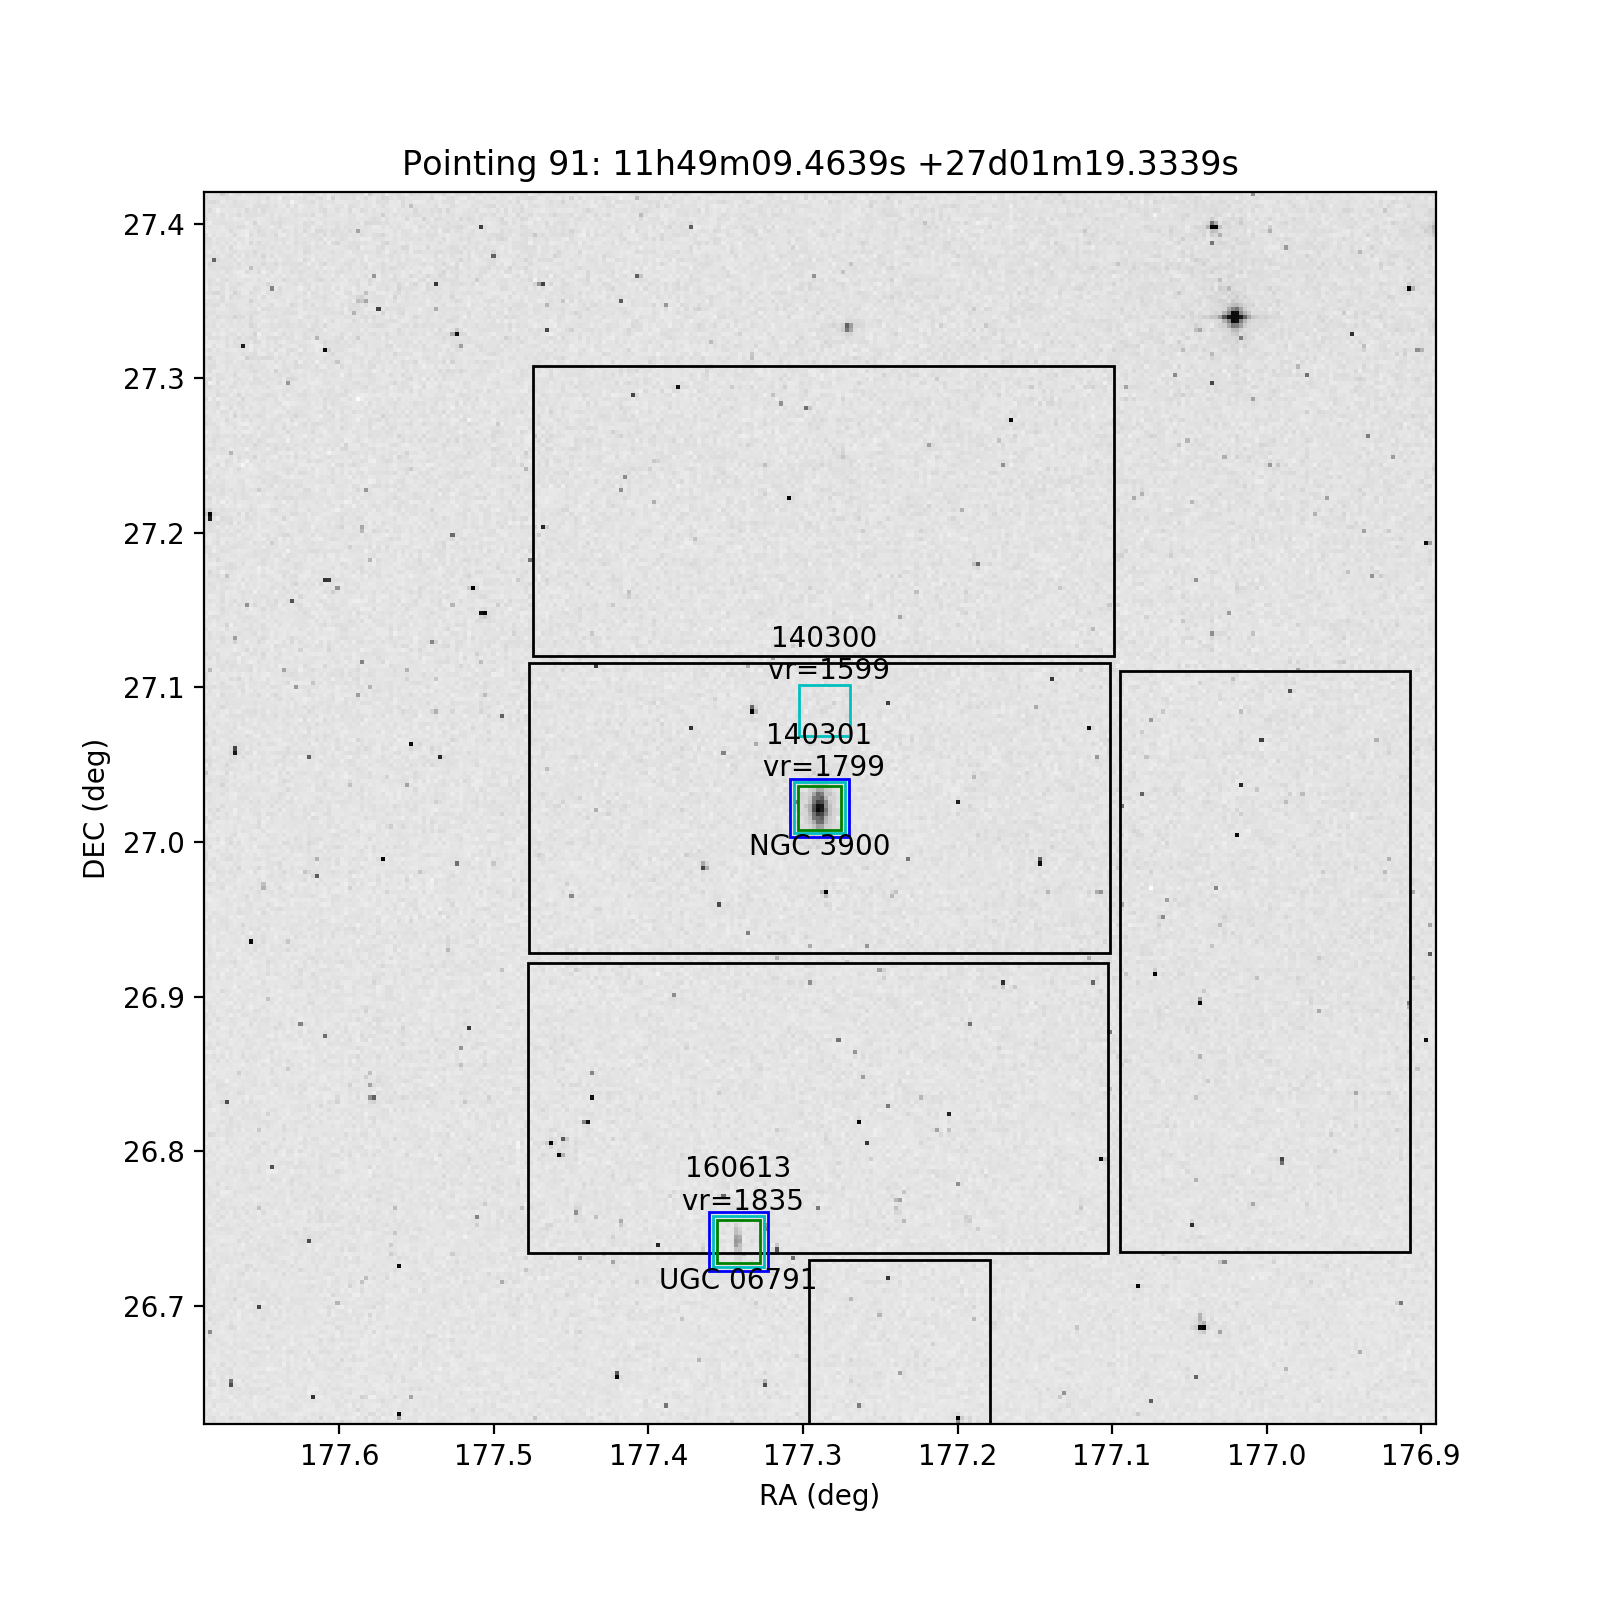 Pointing 91: 11h49m09.4639s +27d01m19.3339s
27.4
27.3
27.2
27.1
27.0
26.9
26.8
26.7
DEC (deg)
140300
vr=1599
140301
vr=1799
NGC 3900
160613
vr=1835
UGC 06791
177.6 177.5 177.4 177.3 177.2 177.1 177.0 176.9
RA (deg)